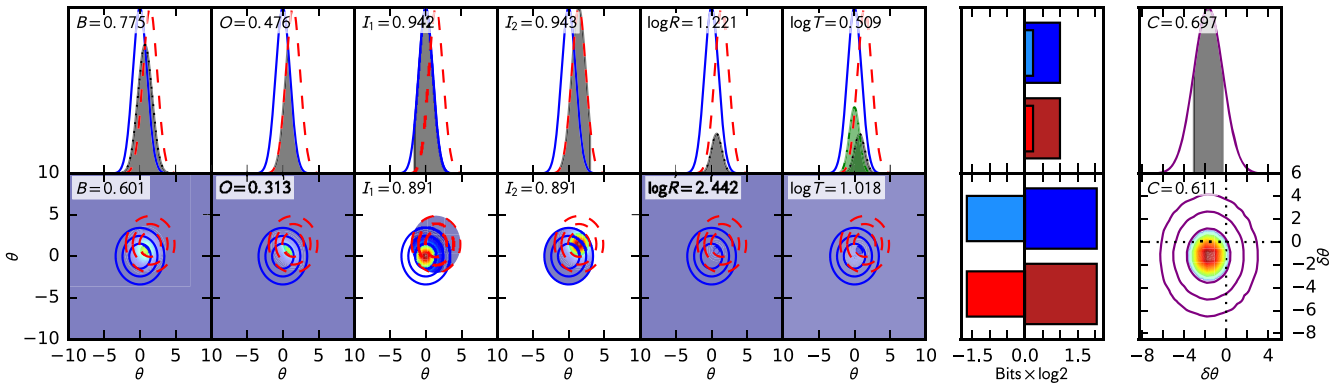 B = 0.775
O = 0.476
I₁ = 0.942
I₂ = 0.943
logR = 1.221
logT = 0.509
C = 0.697
B = 0.601
O = 0.313
I₁ = 0.891
I₂ = 0.891
logR = 2.442
logT = 1.018
C = 0.611
10
5
0
−5
−10
θ
6
4
2
0
−2
−4
−6
−8
δθ
−10 −5 0 5 10
θ
−5 0 5 10
θ
−5 0 5 10
θ
−5 0 5 10
θ
−5 0 5 10
θ
−5 0 5 10
θ
−1.5 0.0 1.5
Bits × log2
−8 −4 0 4
δθ